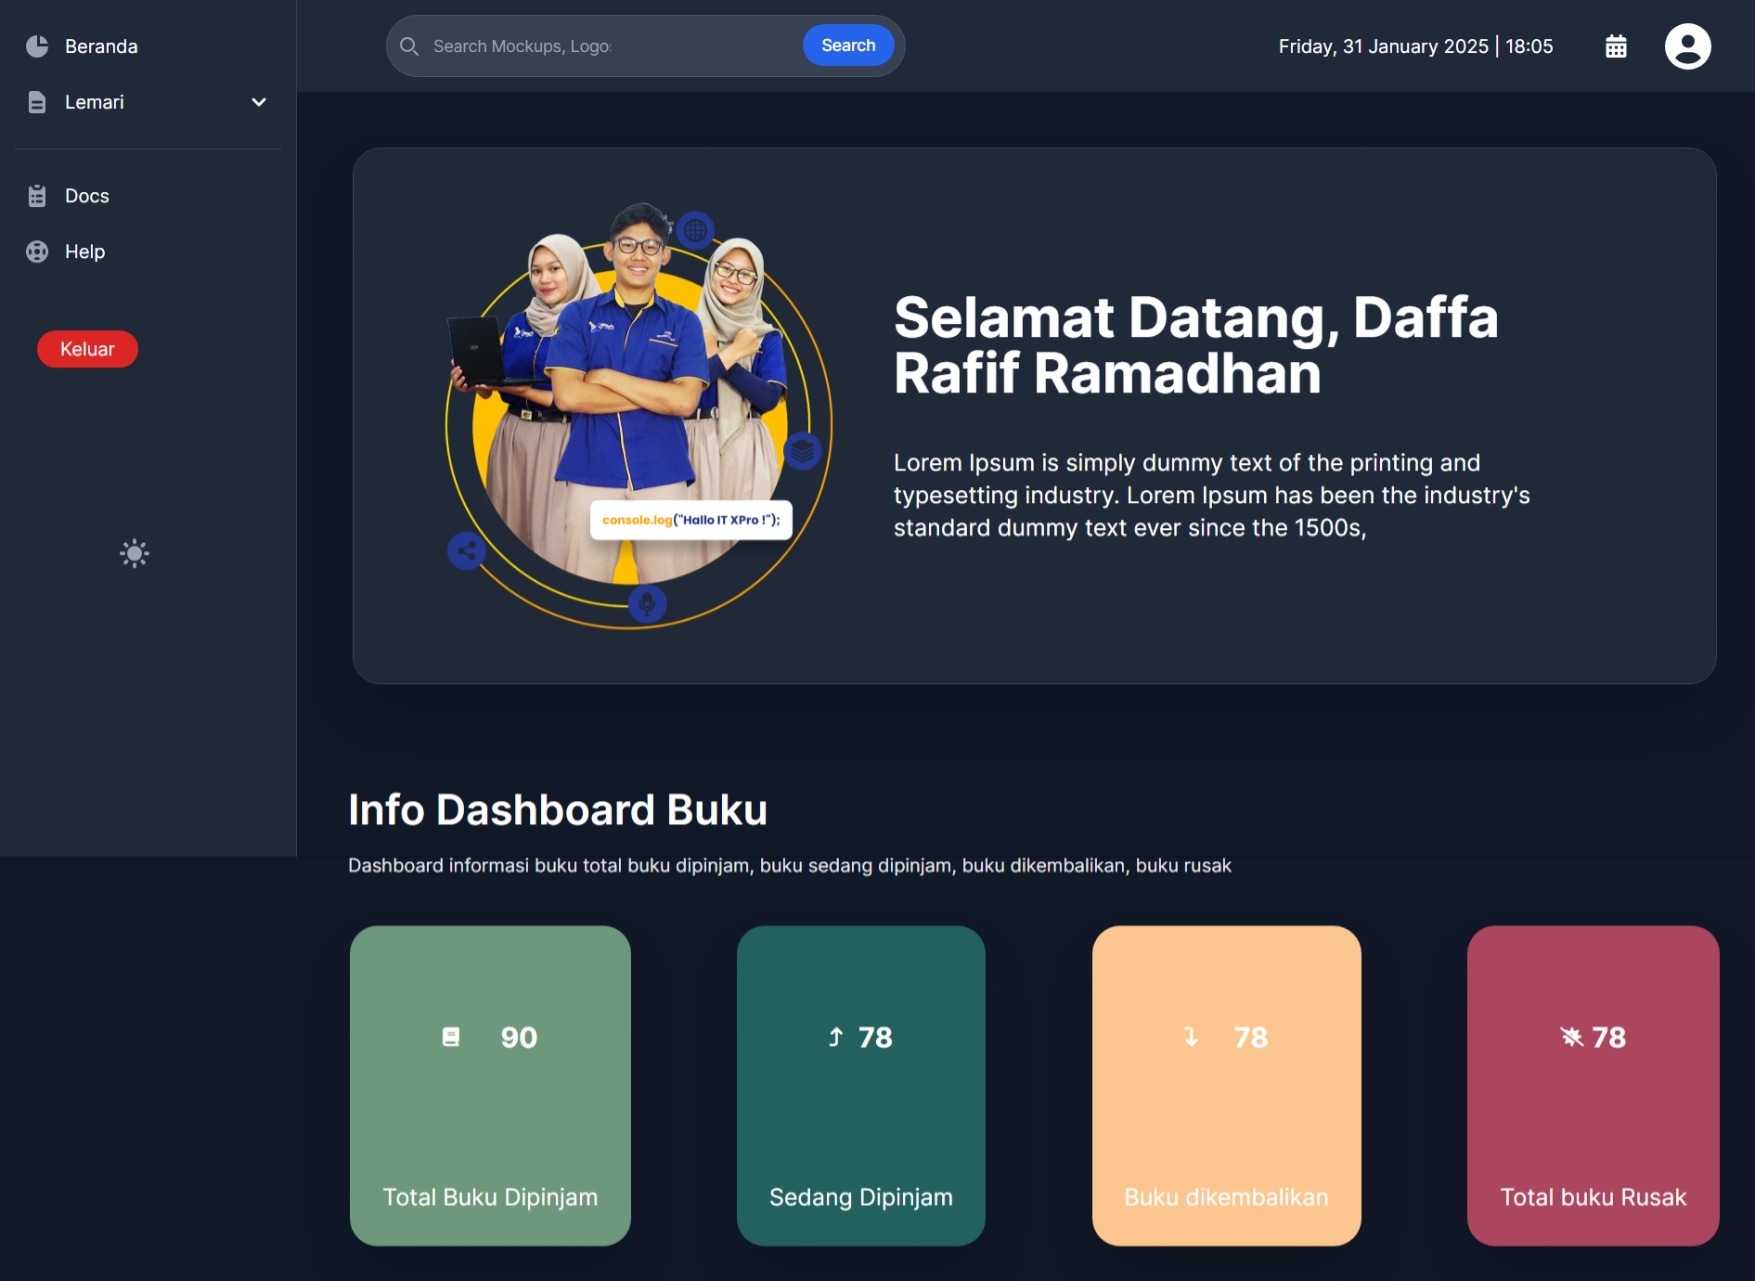 Beranda
Lemari
Docs
Help
Keluar
Search Mockups, Logo
Search
Friday, 31 January 2025 | 18:05
console.log("Hallo IT XPro !");
Selamat Datang, Daffa
Rafif Ramadhan
Lorem Ipsum is simply dummy text of the printing and
typesetting industry. Lorem Ipsum has been the industry's
standard dummy text ever since the 1500s,
Info Dashboard Buku
Dashboard informasi buku total buku dipinjam, buku sedang dipinjam, buku dikembalikan, buku rusak
90
Total Buku Dipinjam
78
Sedang Dipinjam
78
Buku dikembalikan
78
Total buku Rusak